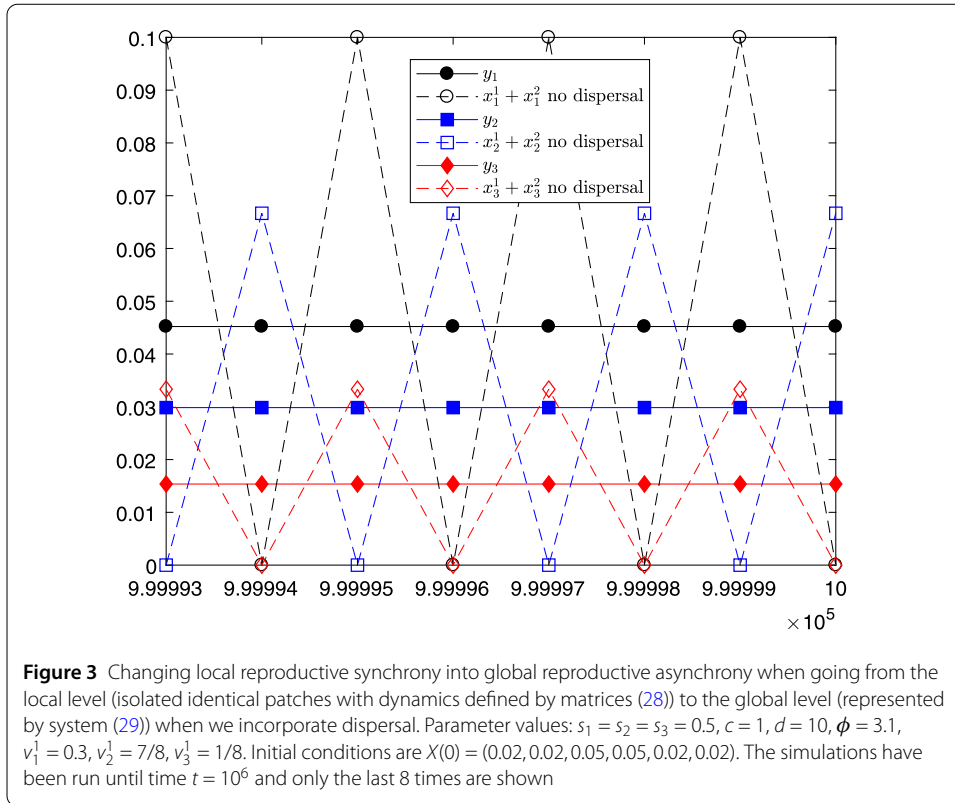 0.1
0.09
0.08
0.07
0.06
0.05
0.04
0.03
0.02
0.01
0
y₁
x₁¹ + x₁² no dispersal
y₂
x₂¹ + x₂² no dispersal
y₃
x₃¹ + x₃² no dispersal
9.99993 9.99994 9.99995 9.99996 9.99997 9.99998 9.99999 10
×10⁵
Figure 3 Changing local reproductive synchrony into global reproductive asynchrony when going from the
local level (isolated identical patches with dynamics defined by matrices (28)) to the global level (represented
by system (29)) when we incorporate dispersal. Parameter values: s₁ = s₂ = s₃ = 0.5, c = 1, d = 10, ϕ = 3.1,
v₁¹ = 0.3, v₂¹ = 7/8, v₃¹ = 1/8. Initial conditions are X(0) = (0.02, 0.02, 0.05, 0.05, 0.02, 0.02). The simulations have
been run until time t = 10⁶ and only the last 8 times are shown